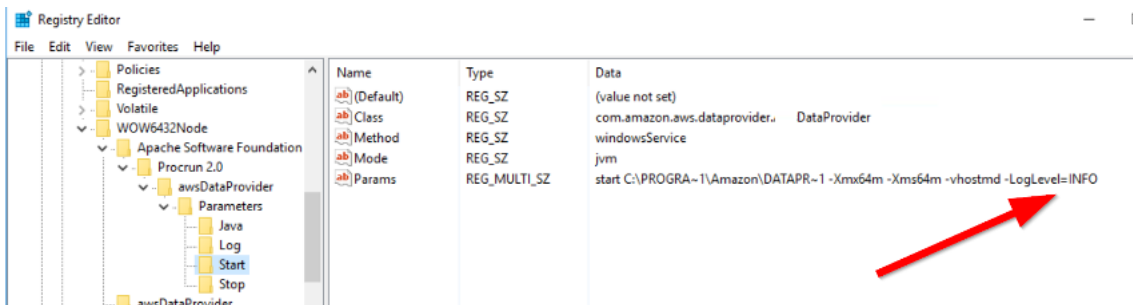 Registry Editor
File Edit View Favorites Help
Policies
RegisteredApplications
Volatile
WOW6432Node
Apache Software Foundation
Procrun 2.0
awsDataProvider
Parameters
Java
Log
Start
Stop
awsDataProvider
Name Type Data
(Default) REG_SZ (value not set)
Class REG_SZ com.amazon.aws.dataprovider. DataProvider
Method REG_SZ windowsService
Mode REG_SZ jvm
Params REG_MULTI_SZ start C:\PROGRA~1\Amazon\DATAPR~1 -Xmx64m -Xms64m -vhostmd -LogLevel=INFO